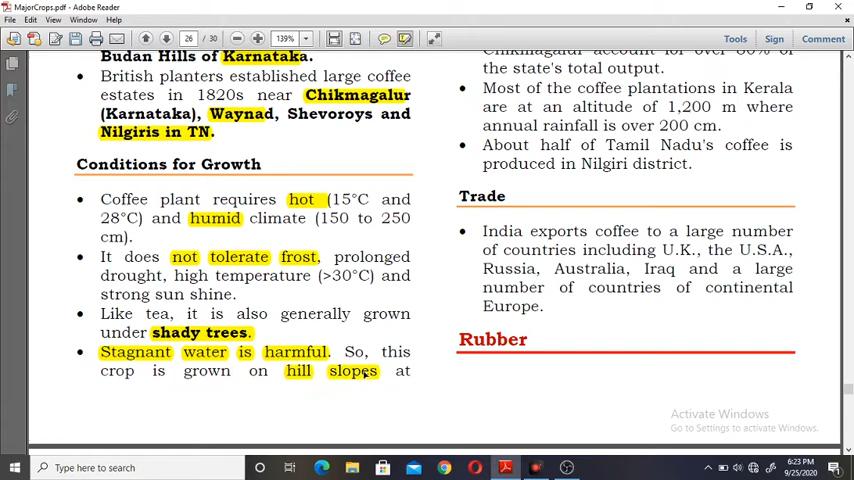 MajorCrops.pdf - Adobe Reader
File Edit View Window Help
26 / 30
139%
Tools Sign Comment
Budan Hills of Karnataka.
• British planters established large coffee
estates in 1820s near Chikmagalur
(Karnataka), Waynad, Shevoroys and
Nilgiris in TN.
Conditions for Growth
• Coffee plant requires hot (15°C and
28°C) and humid climate (150 to 250
cm).
• It does not tolerate frost, prolonged
drought, high temperature (>30°C) and
strong sun shine.
• Like tea, it is also generally grown
under shady trees.
• Stagnant water is harmful. So, this
crop is grown on hill slopes at
Chikmagalur account for over 80% of
the state's total output.
• Most of the coffee plantations in Kerala
are at an altitude of 1,200 m where
annual rainfall is over 200 cm.
• About half of Tamil Nadu's coffee is
produced in Nilgiri district.
Trade
• India exports coffee to a large number
of countries including U.K., the U.S.A.,
Russia, Australia, Iraq and a large
number of countries of continental
Europe.
Rubber
Activate Windows
Go to Settings to activate Windows.
Type here to search
6:23 PM
9/25/2020